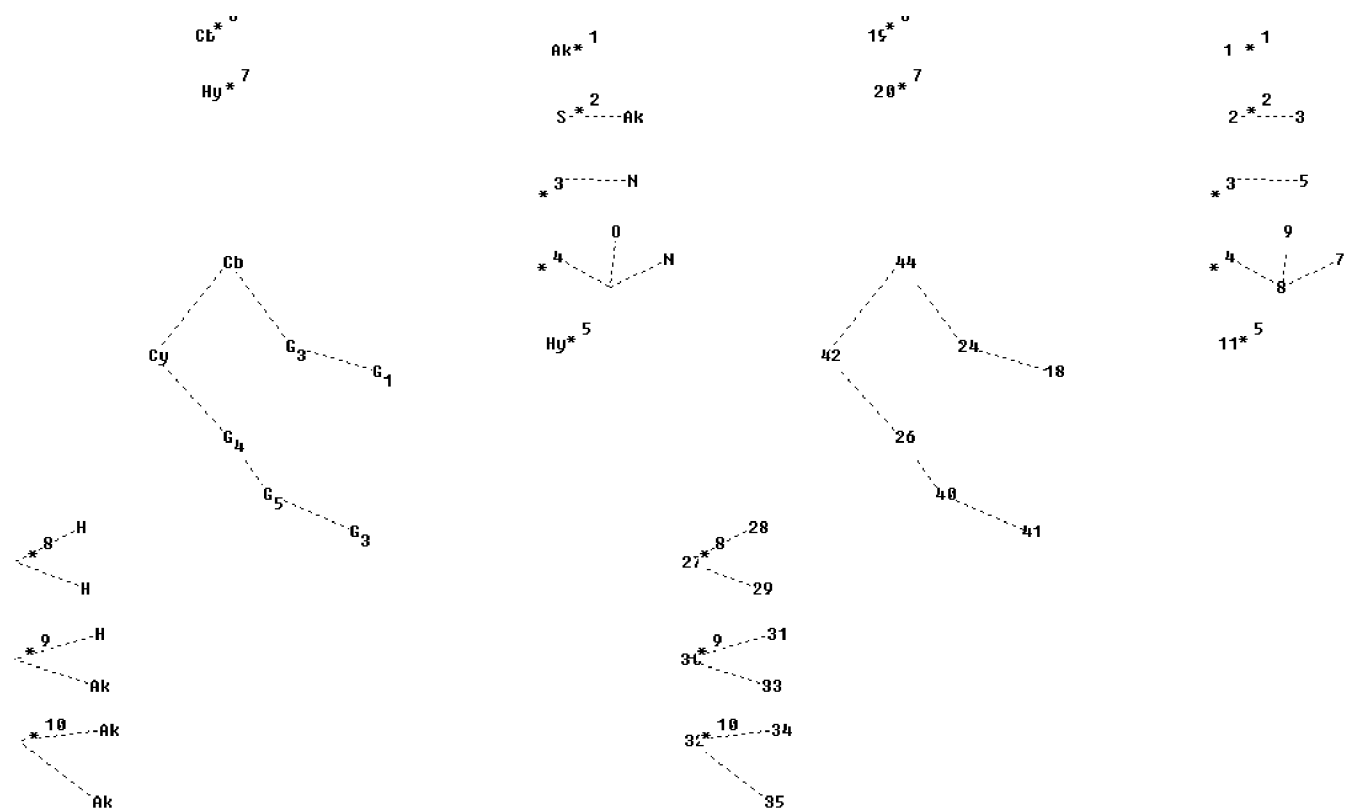 Cb* 6 Ak* 1 19* 6 1 * 1
Hy* 7 S * 2 Ak 20* 7 2 * 2 3
* 3 N * 3 5
O 9
Cb * 4 N 44 * 4 7
8
Cy G3 Hy* 5 42 24 11* 5
G1 18
G4 26
G5 40
H G3 28 41
* 8 27* 8
H 29
* 9 H 30* 9 31
Ak 33
* 10 Ak 32* 10 34
Ak 35